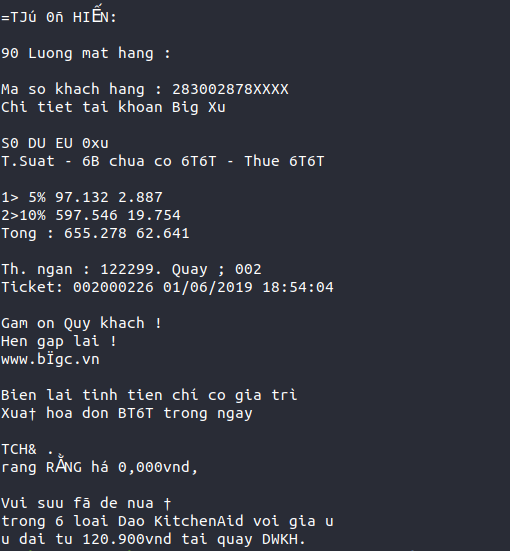 =TJú 0ñ HIẾN:
90 Luong mat hang :
Ma so khach hang : 283002878XXXX
Chi tiet tai khoan Big Xu
S0 DU EU 0xu
T.Suat - 6B chua co 6T6T - Thue 6T6T
1> 5% 97.132 2.887
2>10% 597.546 19.754
Tong : 655.278 62.641
Th. ngan : 122299. Quay ; 002
Ticket: 002000226 01/06/2019 18:54:04
Gam on Quy khach !
Hen gap lai !
www.bÏgc.vn
Bien lai tinh tien chí co gia trì
Xua† hoa don BT6T trong ngay
TCH& .
rang RẰNG há 0,000vnd,
Vui suu fã de nua †
trong 6 loai Dao KitchenAid voi gia u
u dai tu 120.900vnd tai quay DWKH.